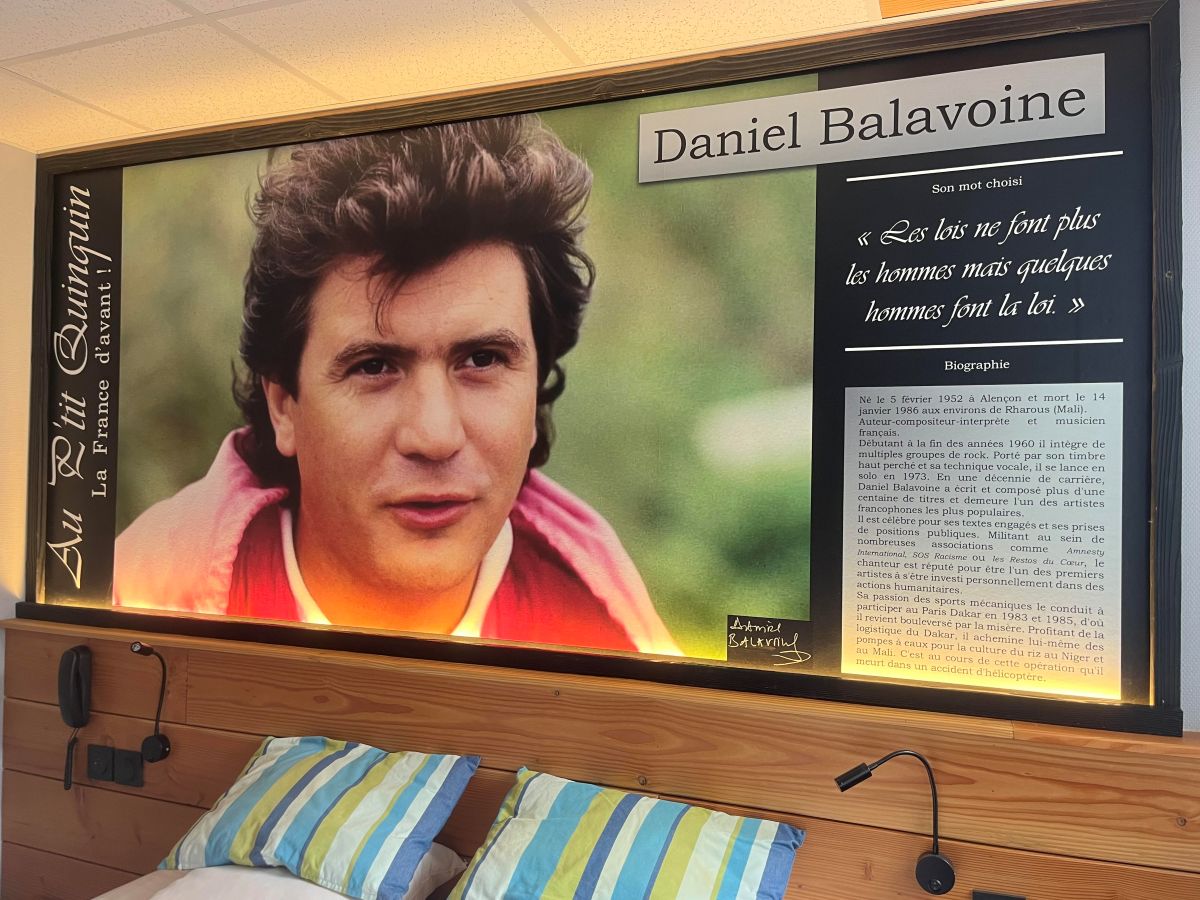 Au P'tit Quinquin
La France d'avant !
Daniel Balavoine
Son mot choisi
« Les lois ne font plus
les hommes mais quelques
hommes font la loi. »
Biographie
Né le 5 février 1952 à Alençon et mort le 14
janvier 1986 aux environs de Rharous (Mali).
Auteur-compositeur-interprète et musicien
français.
Débutant à la fin des années 1960 il intègre de
multiples groupes de rock. Porté par son timbre
haut perché et sa technique vocale, il se lance en
solo en 1973. En une décennie de carrière,
Daniel Balavoine a écrit et composé plus d'une
centaine de titres et demeure l'un des artistes
francophones les plus populaires.
Il est célèbre pour ses textes engagés et ses prises
de positions publiques. Militant au sein de
nombreuses associations comme Amnesty
International, SOS Racisme ou les Restos du Cœur, le
chanteur est réputé pour être l'un des premiers
artistes à s'être investi personnellement dans des
actions humanitaires.
Sa passion des sports mécaniques le conduit à
participer au Paris Dakar en 1983 et 1985, d'où
il revient bouleversé par la misère. Profitant de la
logistique du Dakar, il achemine lui-même des
pompes à eaux pour la culture du riz au Niger et
au Mali. C'est au cours de cette opération qu'il
meurt dans un accident d'hélicoptère.
DANIEL
BALAVOINE